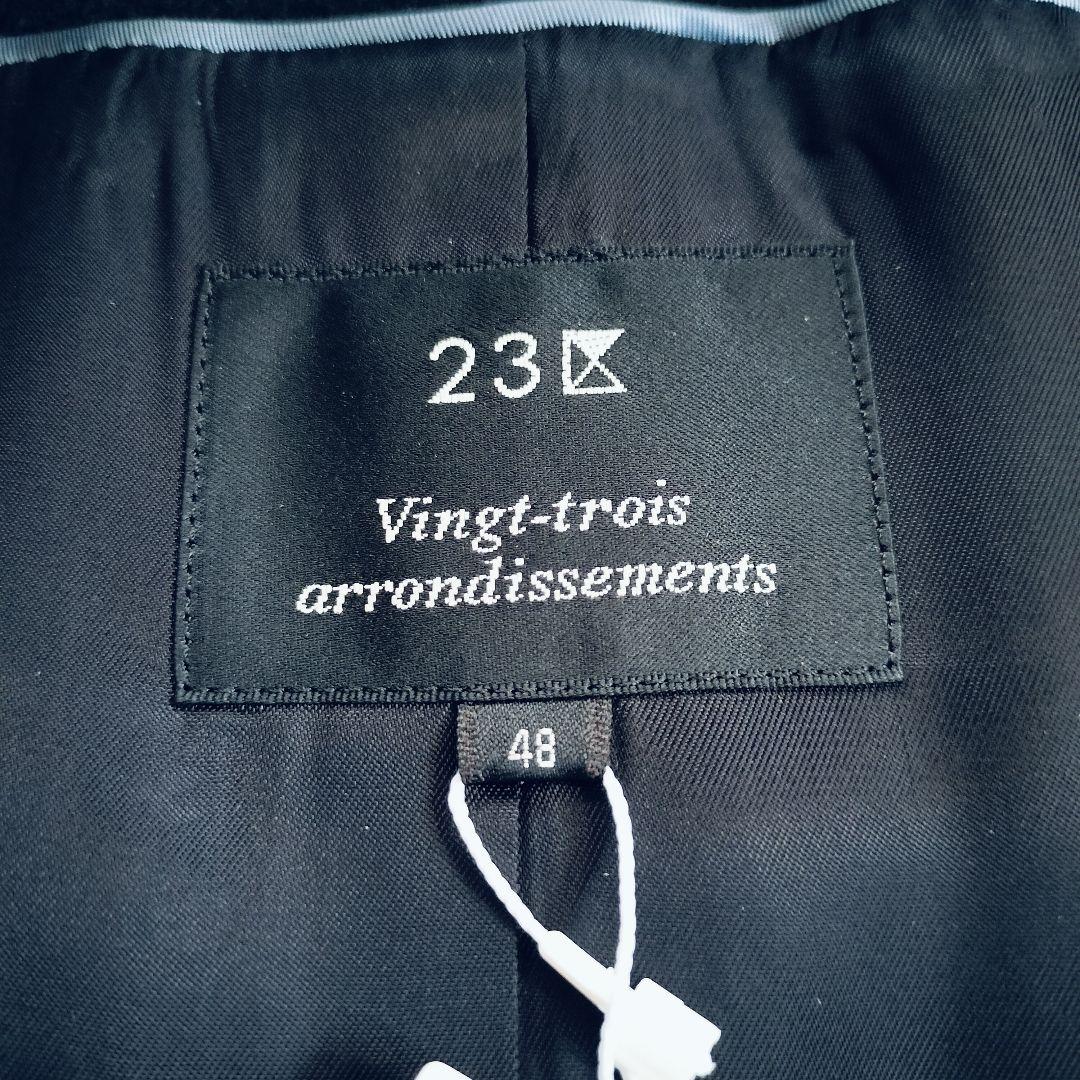 23区
Vingt-trois
arrondissements
48